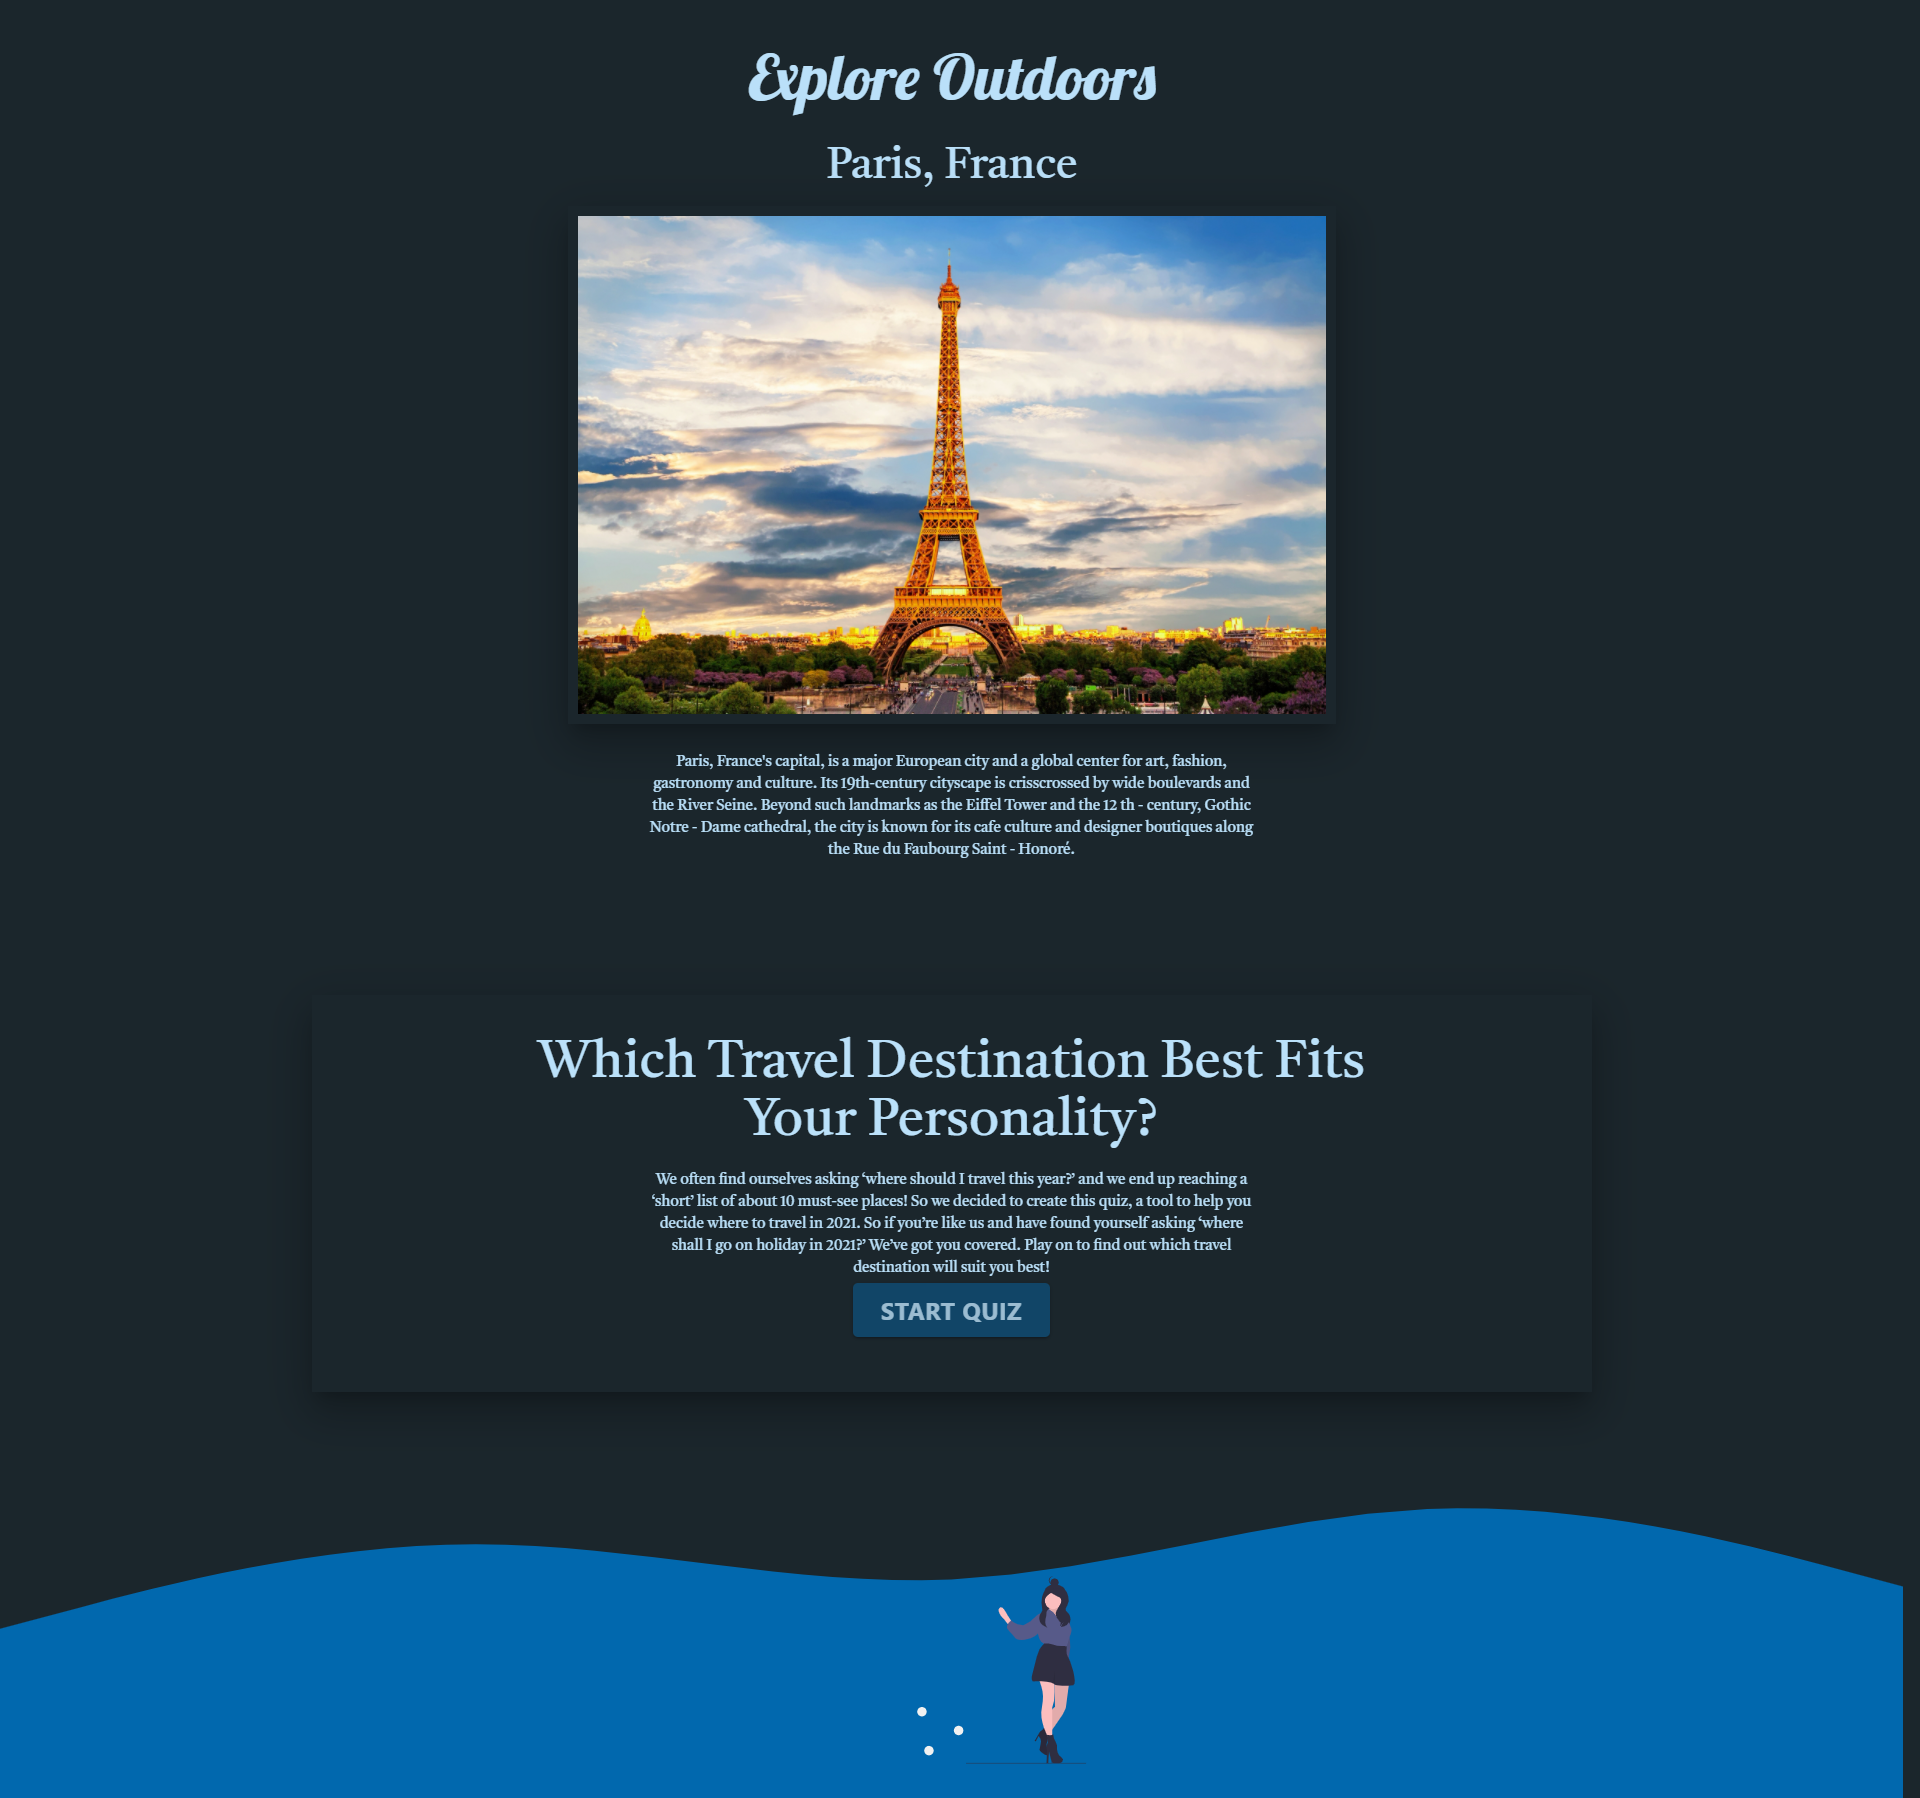 Explore Outdoors
Paris, France
Paris, France's capital, is a major European city and a global center for art, fashion,
gastronomy and culture. Its 19th-century cityscape is crisscrossed by wide boulevards and
the River Seine. Beyond such landmarks as the Eiffel Tower and the 12 th - century, Gothic
Notre - Dame cathedral, the city is known for its cafe culture and designer boutiques along
the Rue du Faubourg Saint - Honoré.
Which Travel Destination Best Fits
Your Personality?
We often find ourselves asking ‘where should I travel this year?’ and we end up reaching a
‘short’ list of about 10 must-see places! So we decided to create this quiz, a tool to help you
decide where to travel in 2021. So if you’re like us and have found yourself asking ‘where
shall I go on holiday in 2021?’ We’ve got you covered. Play on to find out which travel
destination will suit you best!
START QUIZ